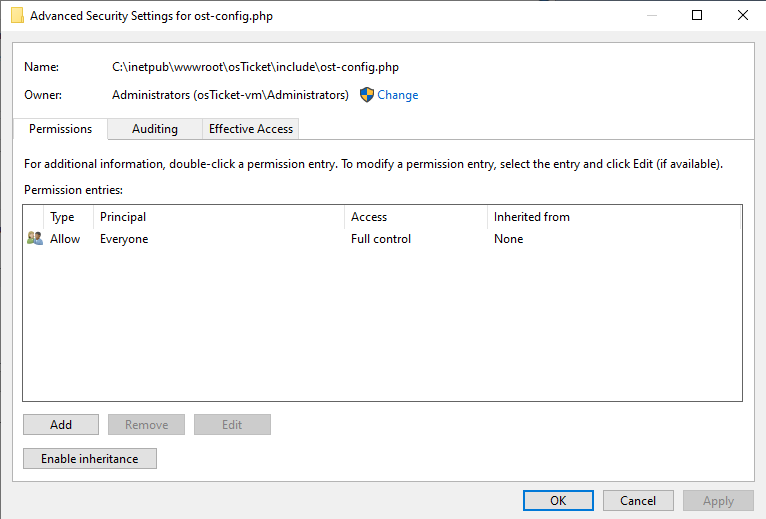 Advanced Security Settings for ost-config.php
Name: C:\inetpub\wwwroot\osTicket\include\ost-config.php
Owner: Administrators (osTicket-vm\Administrators) Change
Permissions Auditing Effective Access
For additional information, double-click a permission entry. To modify a permission entry, select the entry and click Edit (if available).
Permission entries:
Type Principal Access Inherited from
Allow Everyone Full control None
Add Remove Edit
Enable inheritance
OK Cancel Apply